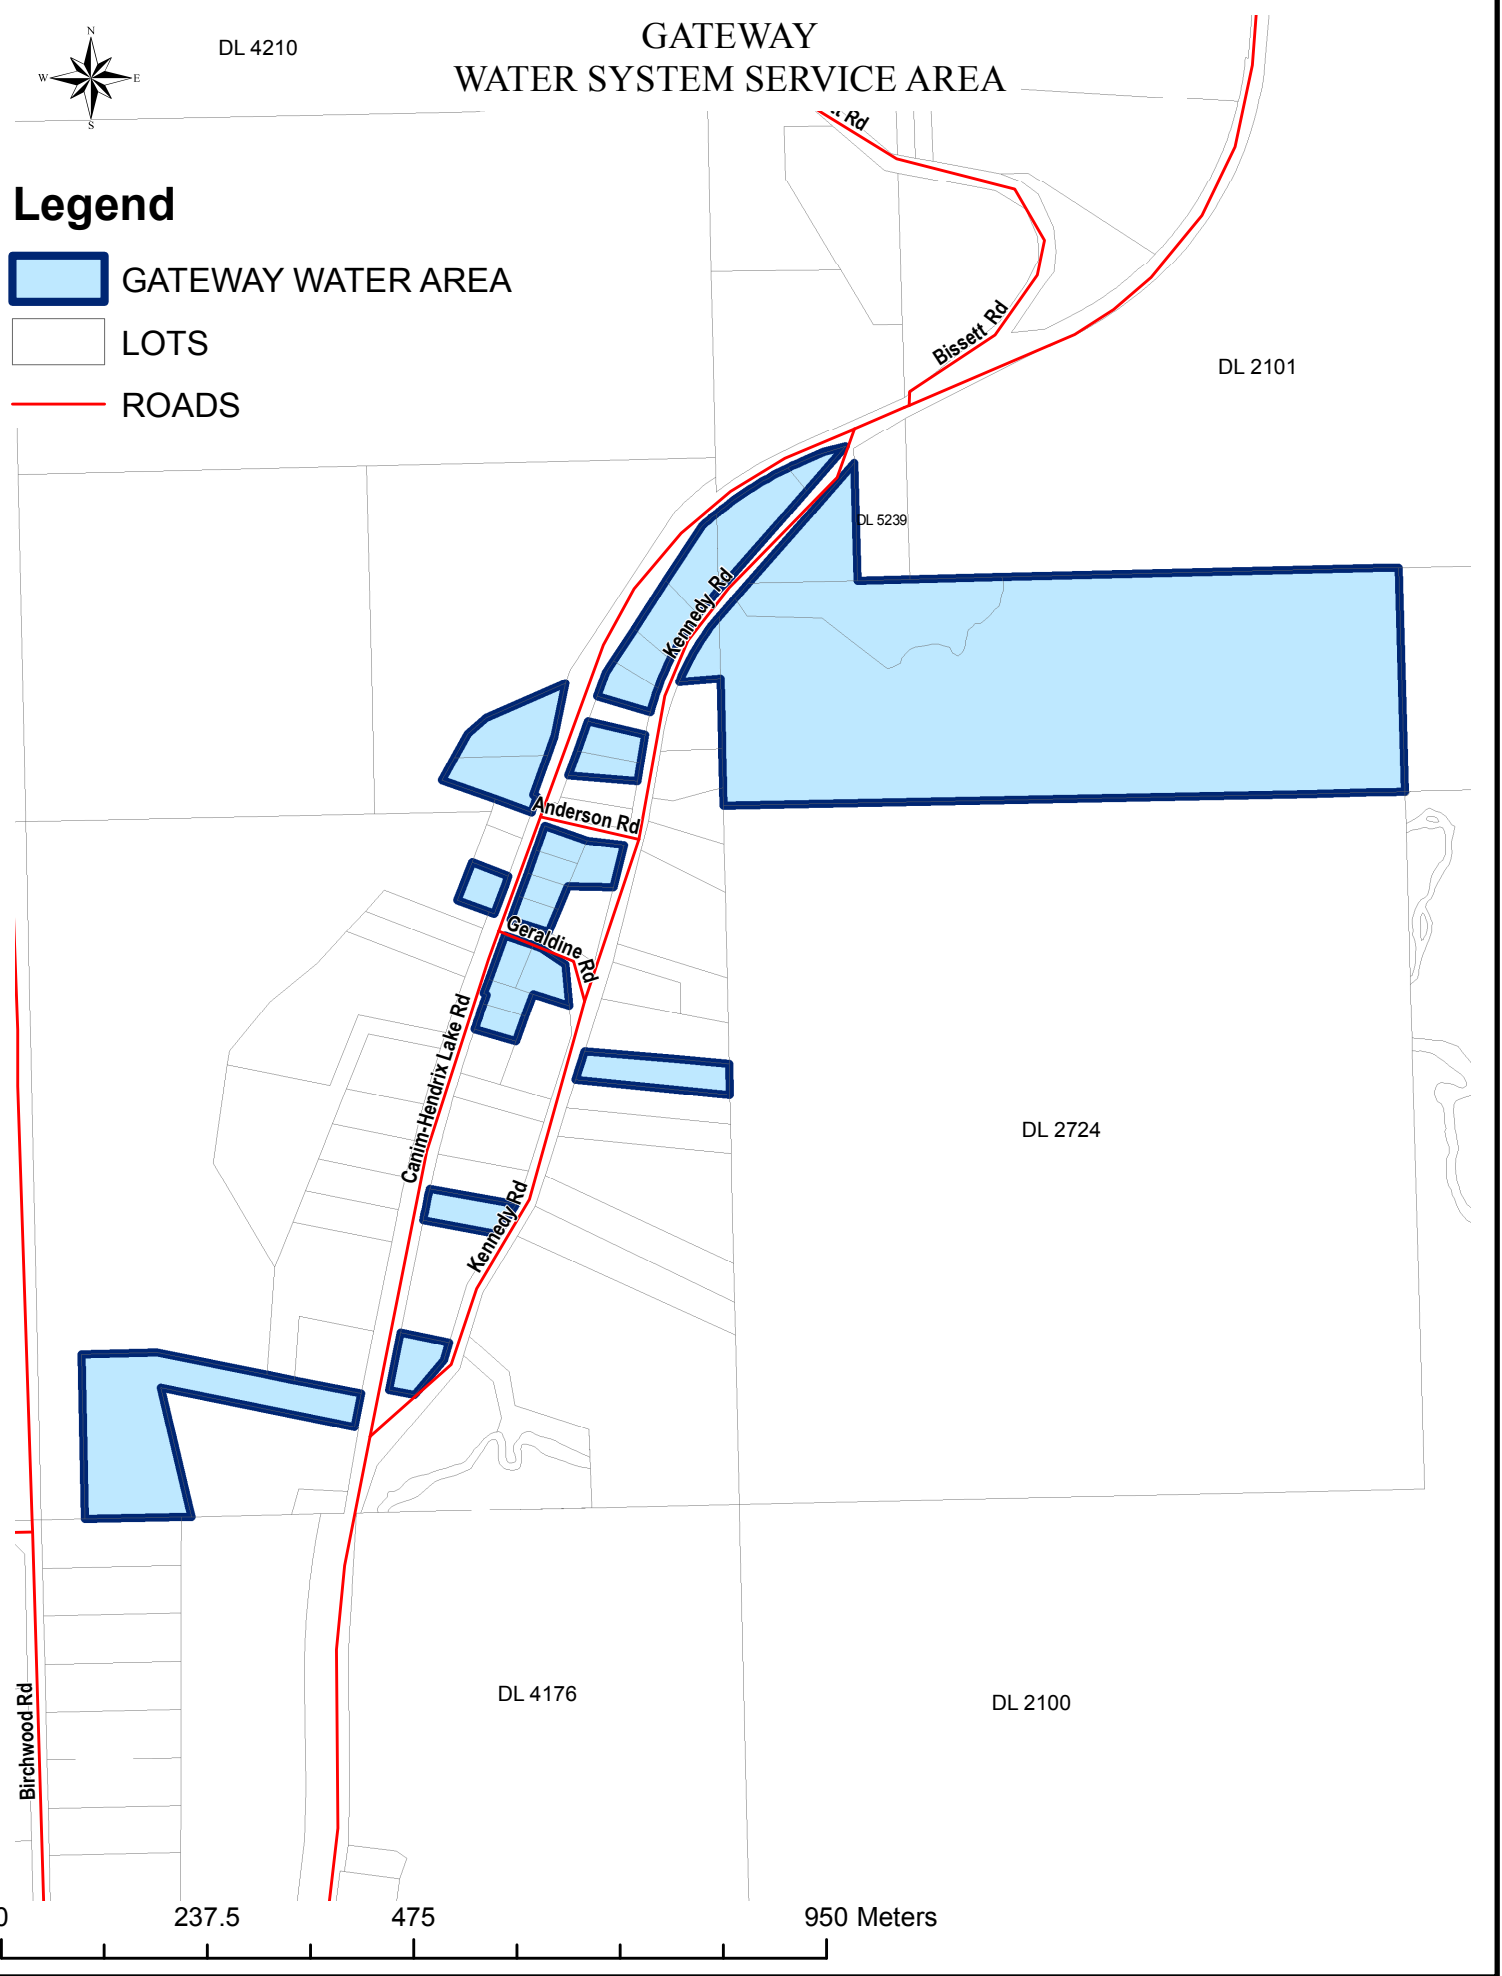 GATEWAY
WATER SYSTEM SERVICE AREA
N
W E
S
DL 4210
Rd
Legend
GATEWAY WATER AREA
LOTS
ROADS
Bissett Rd
DL 2101
DL 5239
Kennedy Rd
Anderson Rd
Geraldine Rd
Canim-Hendrix Lake Rd
DL 2724
Kennedy Rd
Birchwood Rd
DL 4176
DL 2100
0 237.5 475 950 Meters